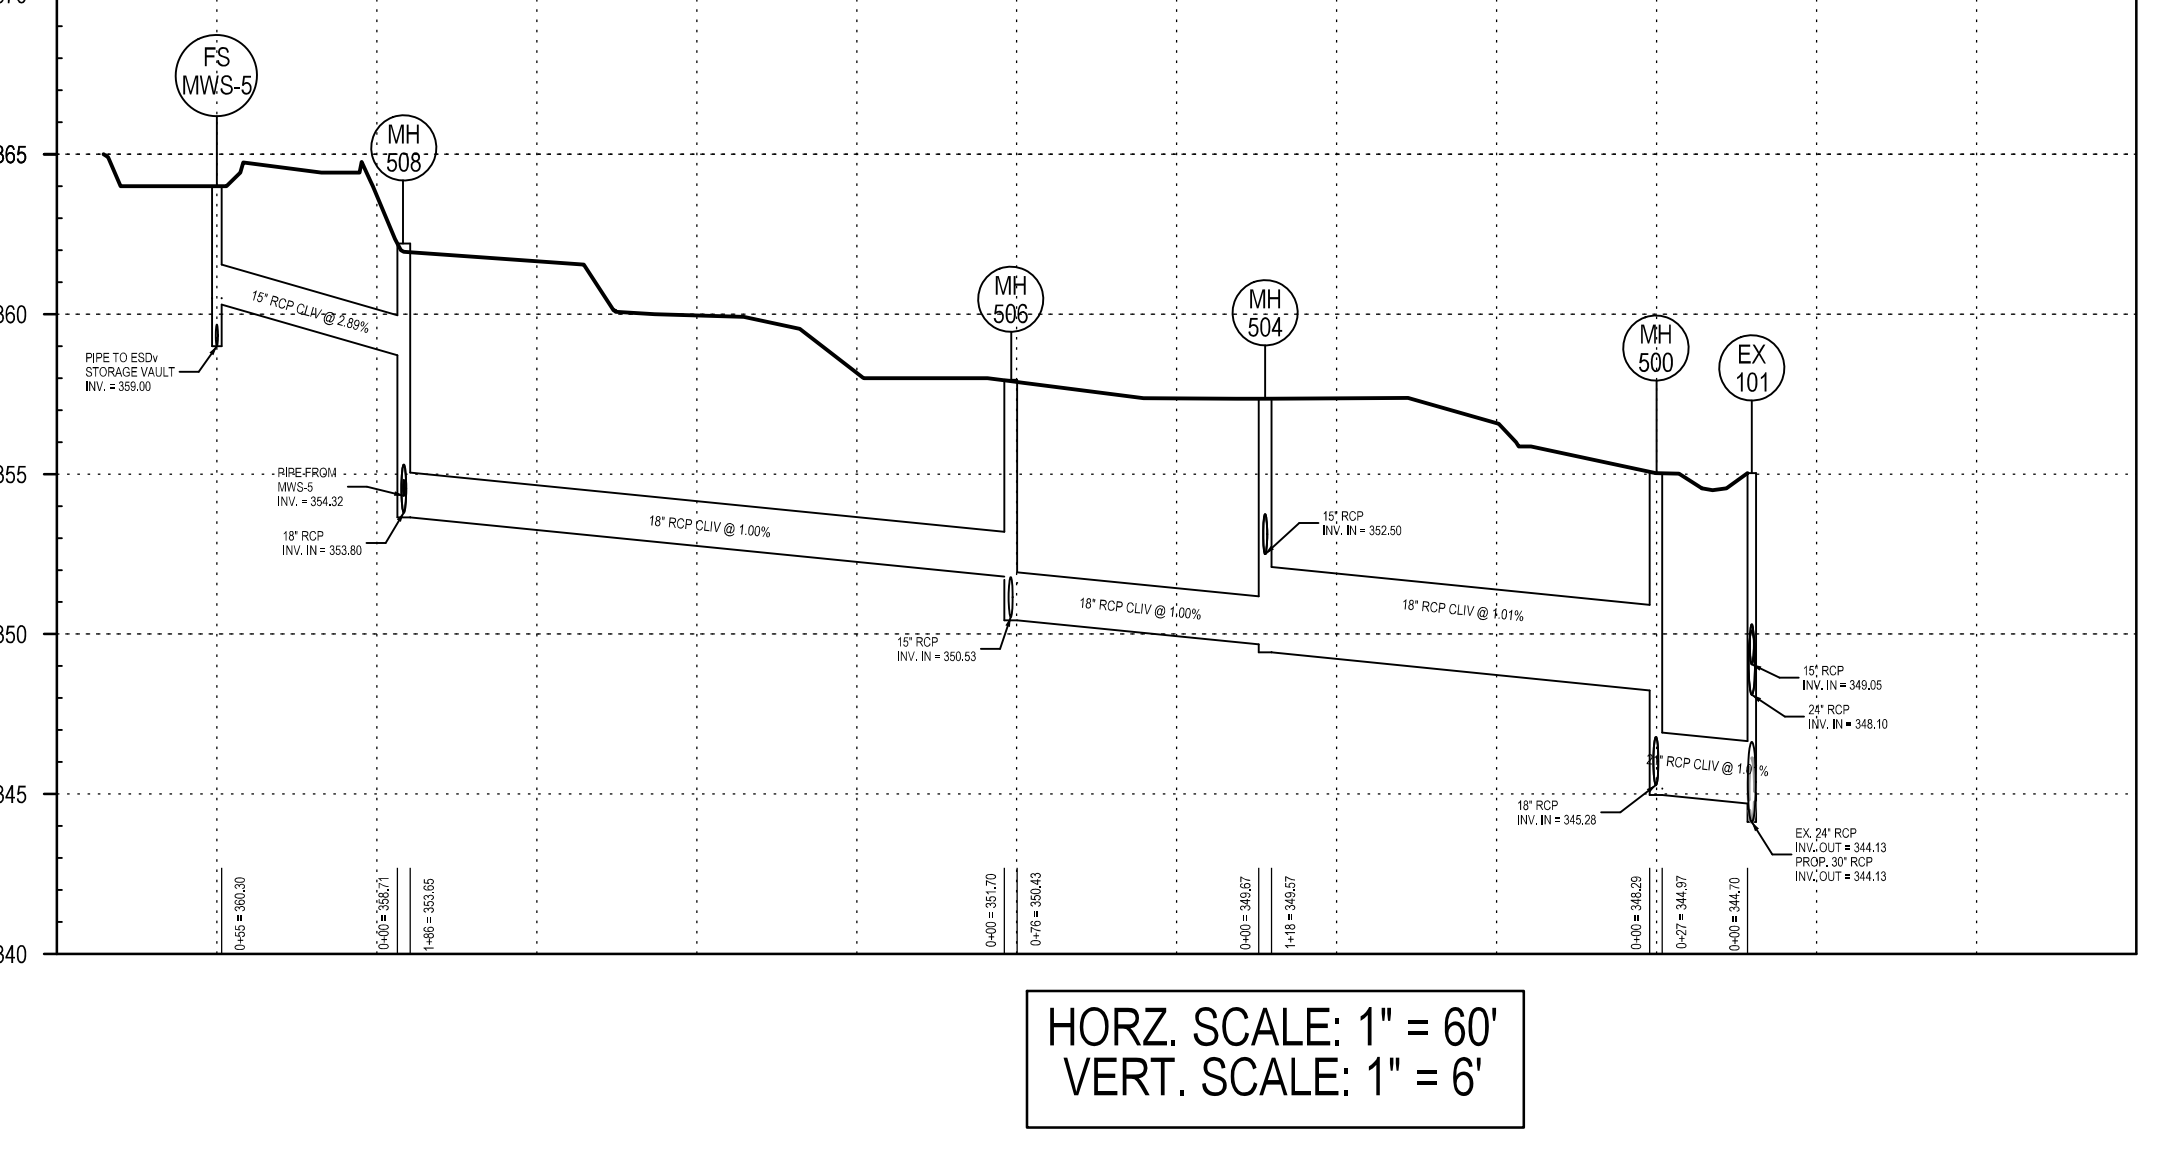 FS
MWS-5
MH
508
MH
506
MH
504
MH
500
EX
101
365
360
355
350
345
340
15" RCP CLIV @ 2.89%
PIPE TO ESDv
STORAGE VAULT
INV. = 359.00
PIPE FROM
MWS-5
INV. = 354.32
18" RCP
INV. IN = 353.80
18" RCP CLIV @ 1.00%
15" RCP
INV. IN = 350.53
18" RCP CLIV @ 1.00%
15" RCP
INV. IN = 352.50
18" RCP CLIV @ 1.01%
15" RCP
INV. IN = 349.05
24" RCP
INV. IN = 348.10
RCP CLIV @
18" RCP
INV. IN = 345.28
EX. 24" RCP
INV. OUT = 344.13
PROP. 30" RCP
INV. OUT = 344.13
0+55 = 360.30
0+00 = 358.71
1+86 = 353.65
0+00 = 351.70
0+76 = 350.43
0+00 = 349.67
1+18 = 349.57
0+00 = 348.29
0+27 = 344.97
0+00 = 344.70
HORZ. SCALE: 1" = 60'
VERT. SCALE: 1" = 6'